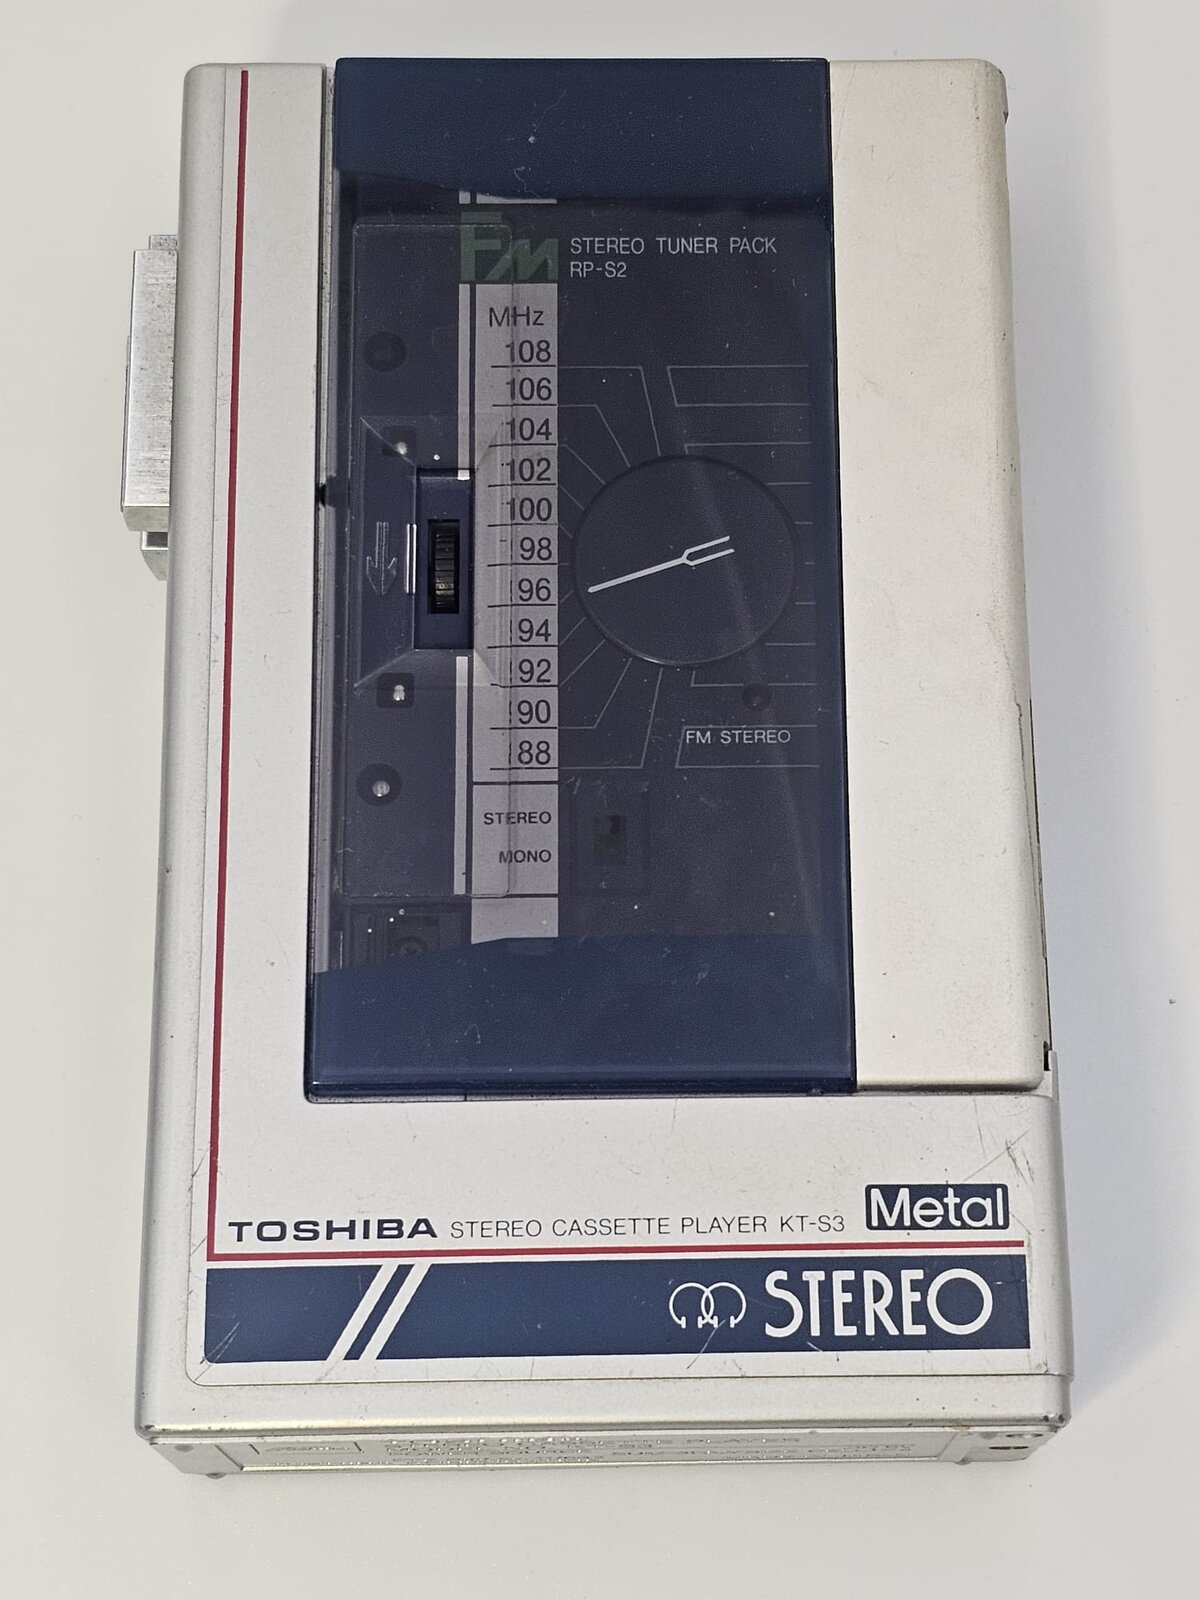 FM STEREO TUNER PACK
RP-S2
MHz
108
106
104
102
100
98
96
94
92
90
88
FM STEREO
STEREO
MONO
TOSHIBA STEREO CASSETTE PLAYER KT-S3 Metal
STEREO